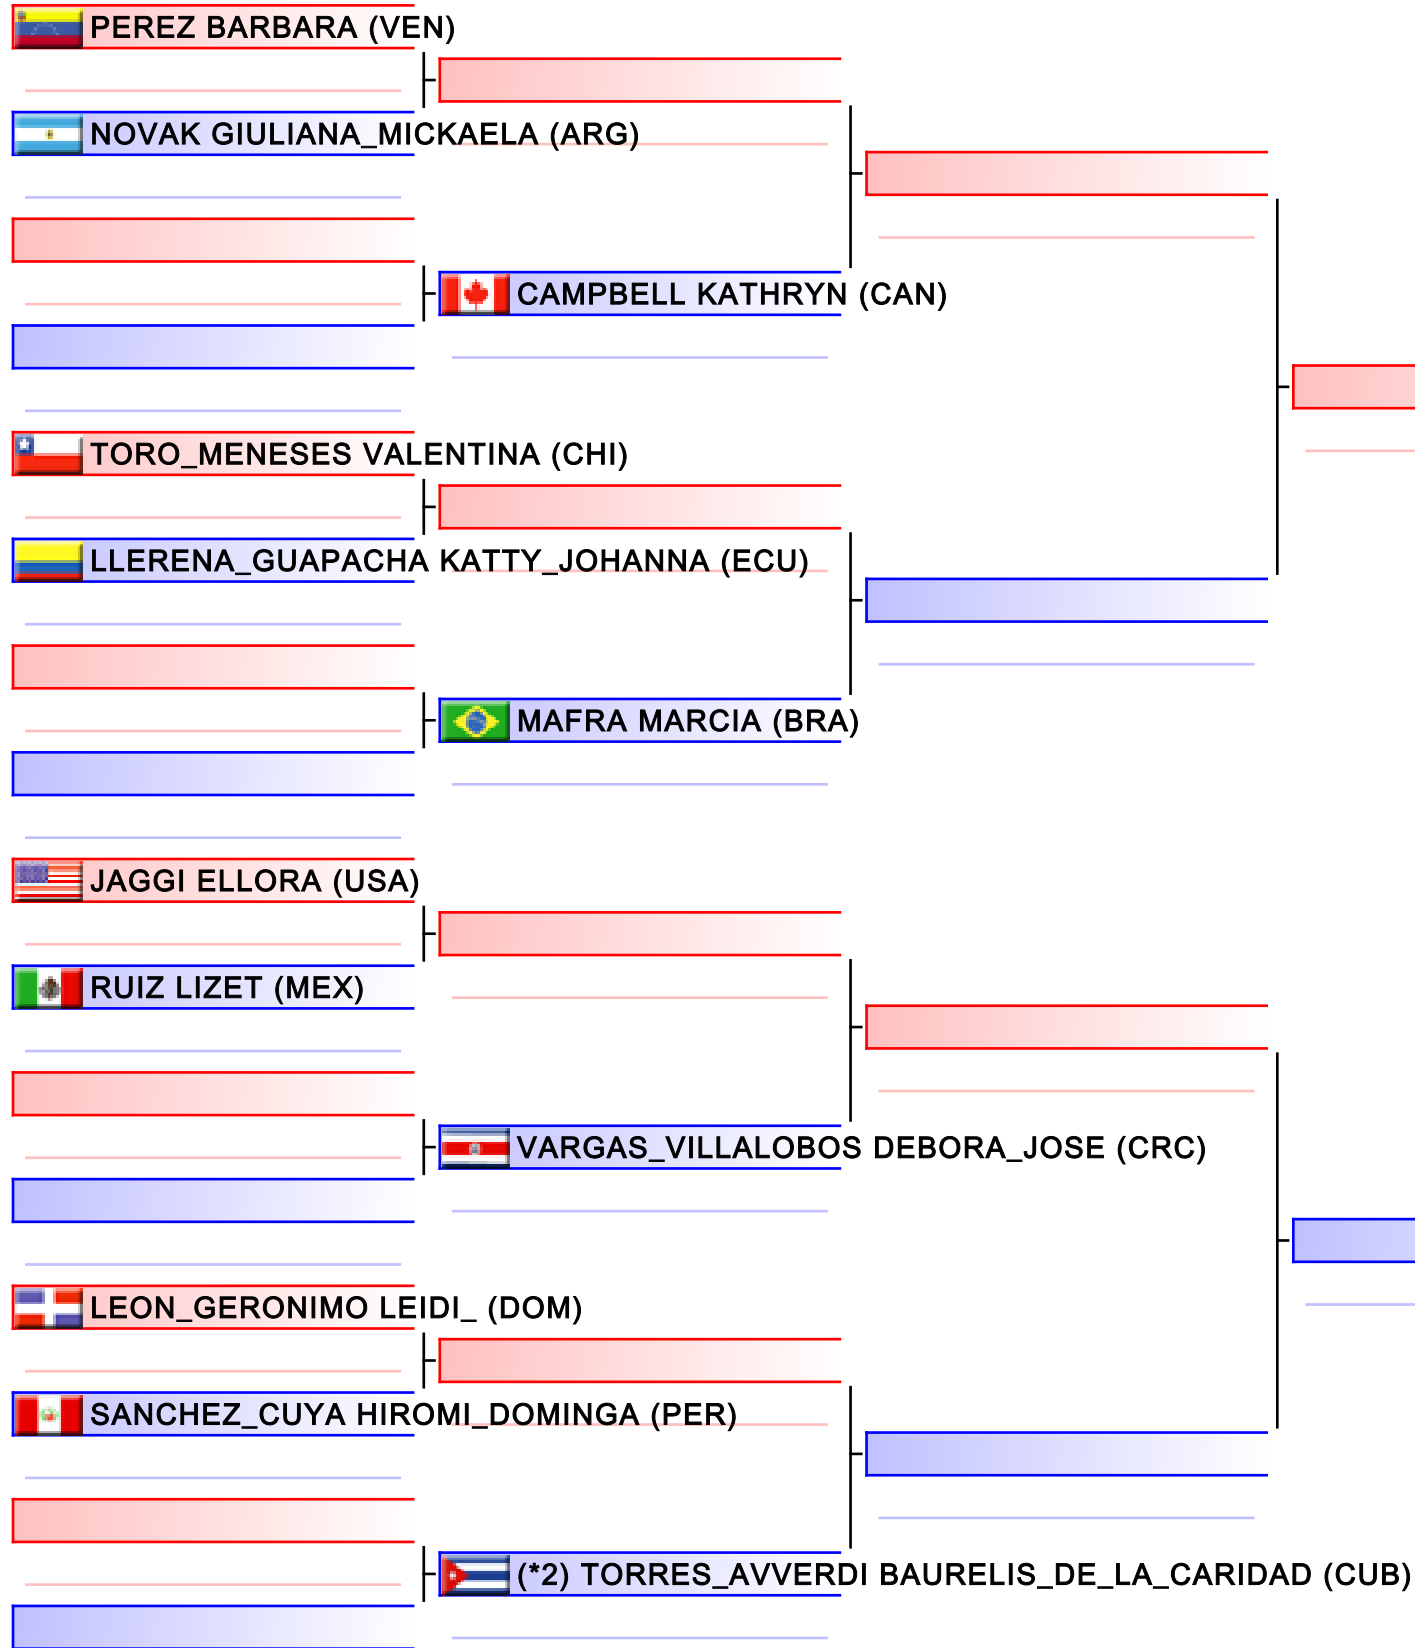 PEREZ BARBARA (VEN)
NOVAK GIULIANA_MICKAELA (ARG)
CAMPBELL KATHRYN (CAN)
TORO_MENESES VALENTINA (CHI)
LLERENA_GUAPACHA KATTY_JOHANNA (ECU)
MAFRA MARCIA (BRA)
JAGGI ELLORA (USA)
RUIZ LIZET (MEX)
VARGAS_VILLALOBOS DEBORA_JOSE (CRC)
LEON_GERONIMO LEIDI_ (DOM)
SANCHEZ_CUYA HIROMI_DOMINGA (PER)
(*2) TORRES_AVVERDI BAURELIS_DE_LA_CARIDAD (CUB)